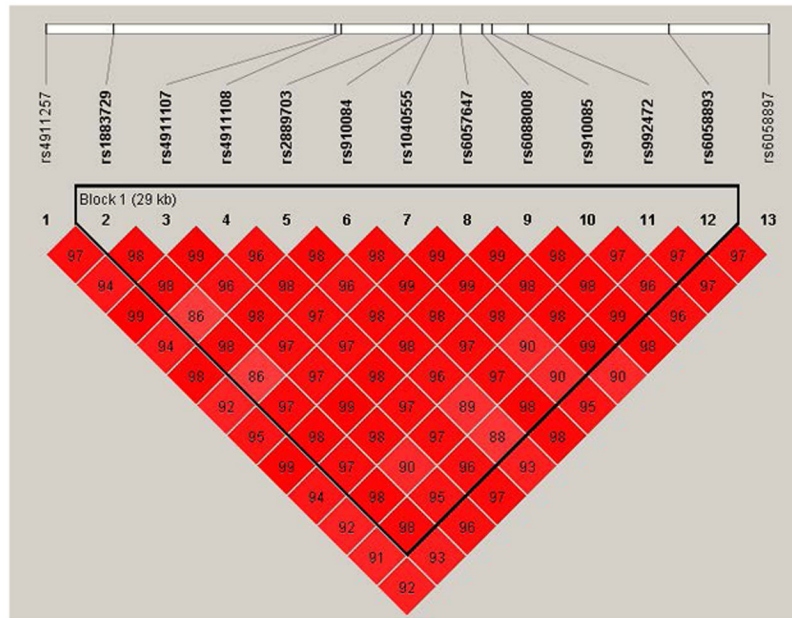 rs4911257
rs1883729
rs4911107
rs4911108
rs2889703
rs910084
rs1040555
rs6057647
rs6088008
rs910085
rs992472
rs6058893
rs6058897
Block 1 (29 kb)
1 2 3 4 5 6 7 8 9 10 11 12 13
97 98 99 96 98 98 98 98 98 97 97 97
94 98 96 98 96 99 99 98 98 96 97
99 86 98 97 98 98 98 98 99 96
94 98 97 97 98 97 90 99 98
98 86 97 98 96 97 90 90
92 97 99 97 89 98 95
95 98 98 97 88 98
99 97 90 96 93
94 98 95 97
92 98 96
91 93
92